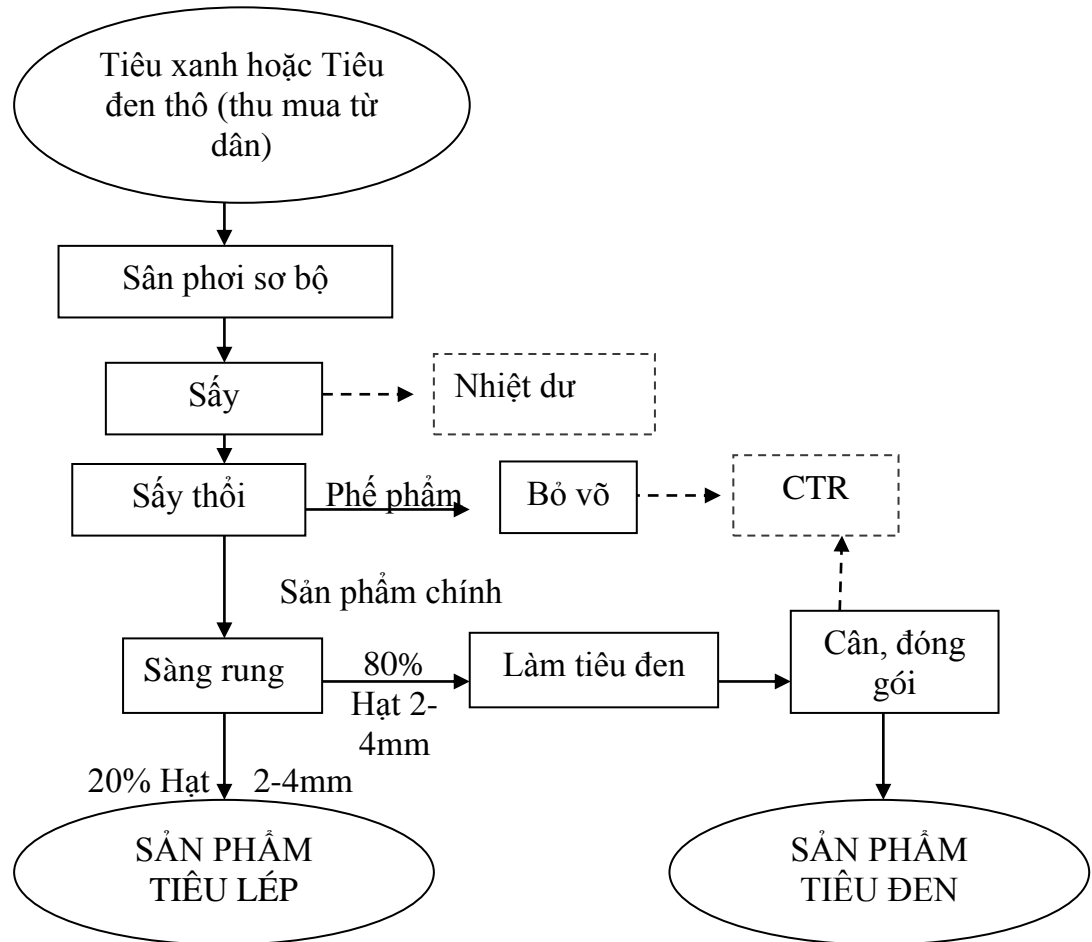 Tiêu xanh hoặc Tiêu
đen thô (thu mua từ
dân)
Sân phơi sơ bộ
Sấy
Nhiệt dư
Sấy thổi
Phế phẩm
Bỏ võ
CTR
Sản phẩm chính
Sàng rung
80%
Hạt 2-
4mm
Làm tiêu đen
Cân, đóng
gói
20% Hạt 2-4mm
SẢN PHẨM
TIÊU LÉP
SẢN PHẨM
TIÊU ĐEN